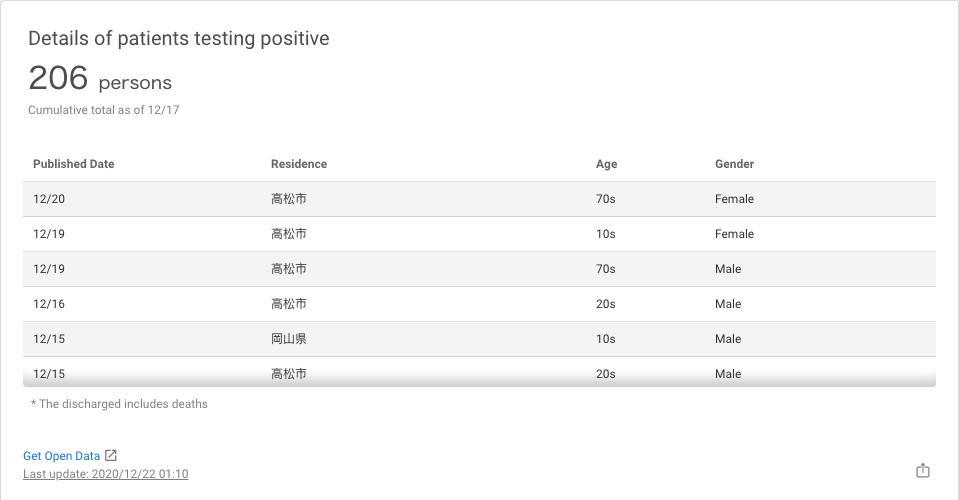 Details of patients testing positive
206 persons
Cumulative total as of 12/17
Published Date Residence Age Gender
12/20 高松市 70s Female
12/19 高松市 10s Female
12/19 高松市 70s Male
12/16 高松市 20s Male
12/15 岡山県 10s Male
12/15 高松市 20s Male
* The discharged includes deaths
Get Open Data
Last update: 2020/12/22 01:10